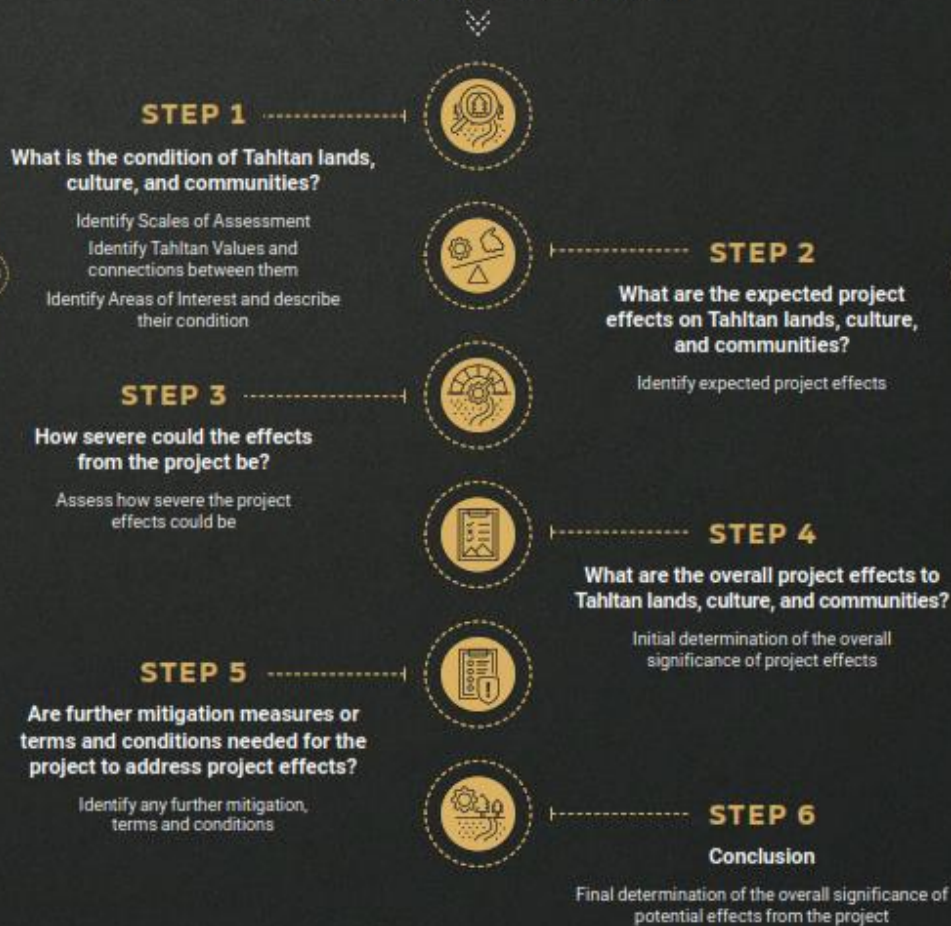 STEP 1
What is the condition of Tahltan lands,
culture, and communities?
Identify Scales of Assessment
Identify Tahltan Values and
connections between them
Identify Areas of Interest and describe
their condition
STEP 2
What are the expected project
effects on Tahltan lands, culture,
and communities?
Identify expected project effects
STEP 3
How severe could the effects
from the project be?
Assess how severe the project
effects could be
STEP 4
What are the overall project effects to
Tahltan lands, culture, and communities?
Initial determination of the overall
significance of project effects
STEP 5
Are further mitigation measures or
terms and conditions needed for the
project to address project effects?
Identify any further mitigation,
terms and conditions
STEP 6
Conclusion
Final determination of the overall significance of
potential effects from the project